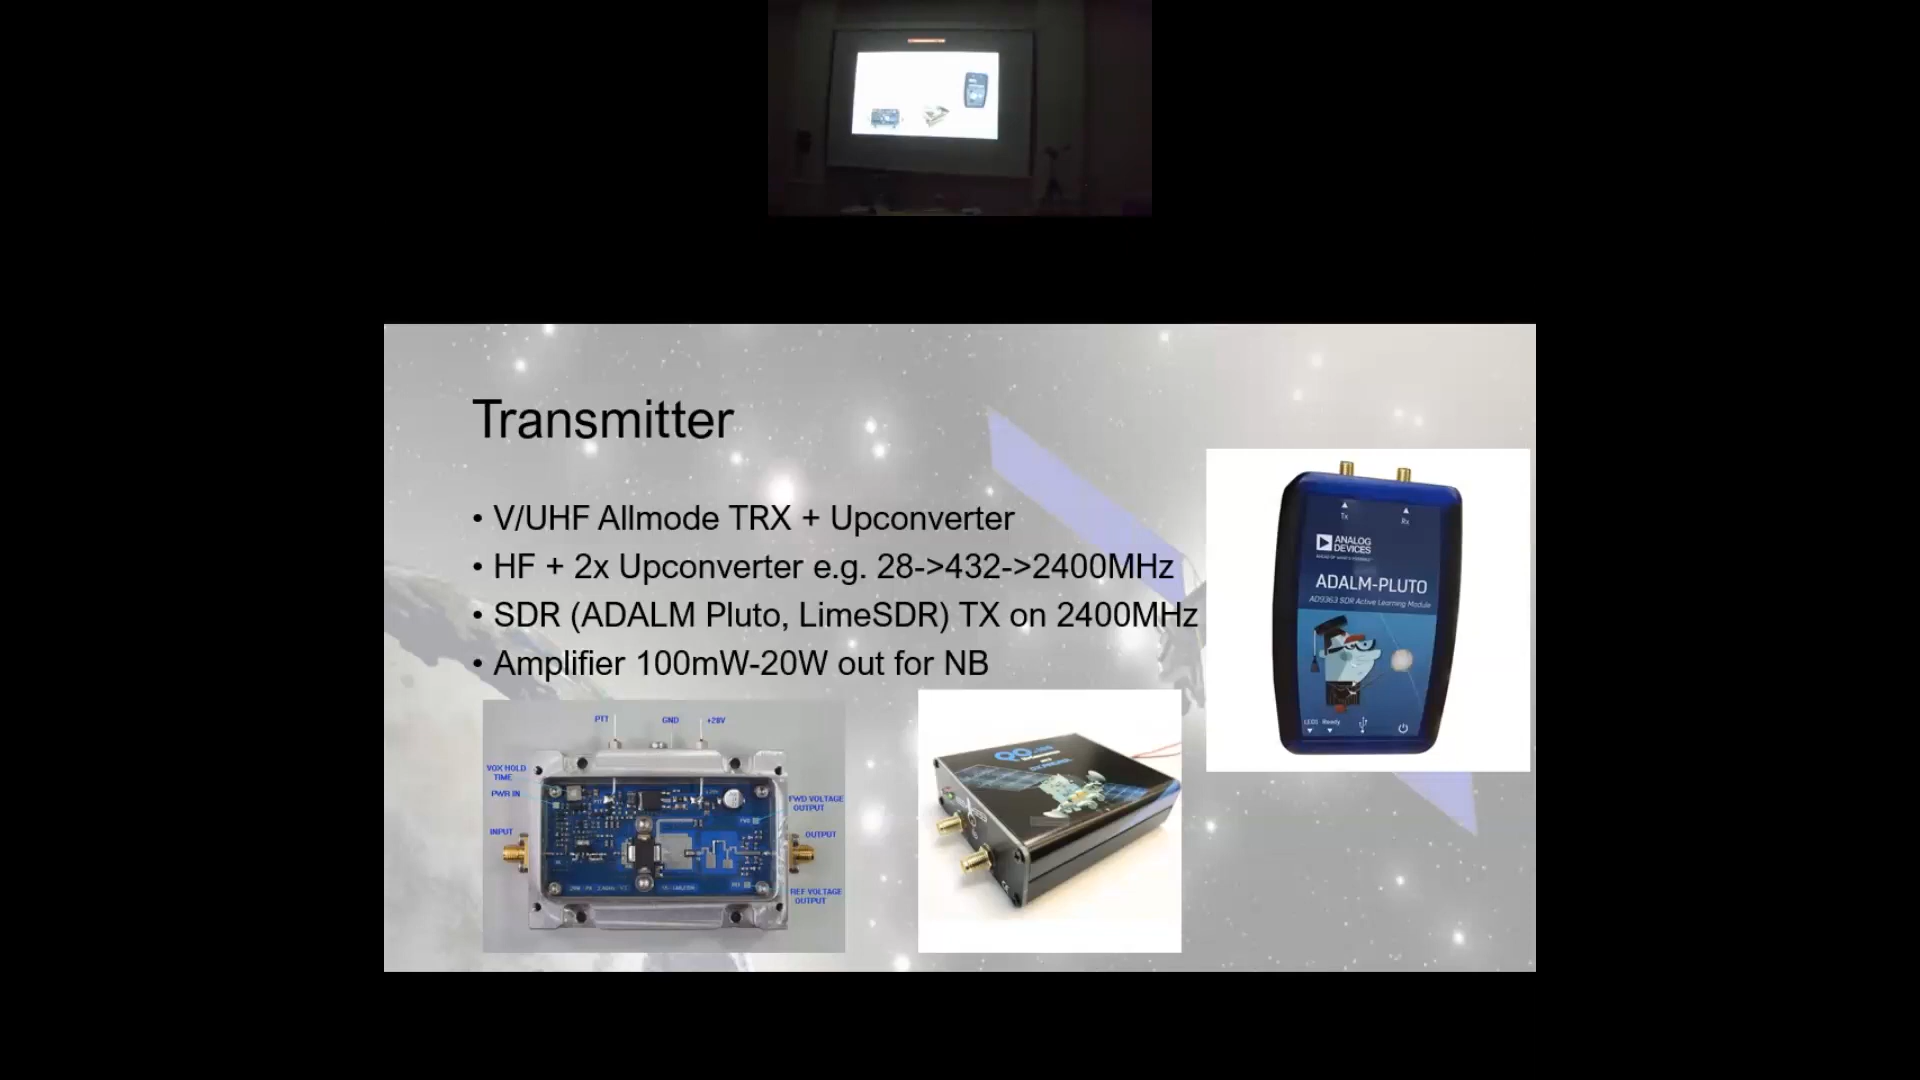 Transmitter
• V/UHF Allmode TRX + Upconverter
• HF + 2x Upconverter e.g. 28->432->2400MHz
• SDR (ADALM Pluto, LimeSDR) TX on 2400MHz
• Amplifier 100mW-20W out for NB
Tx
Rx
ANALOG
DEVICES
ADALM-PLUTO
AD9363 SDR Active Learning Module
LED1 Ready
PTT
GND
+28V
VOX HOLD
TIME
PWR IN
INPUT
FWD VOLTAGE
OUTPUT
OUTPUT
REF VOLTAGE
OUTPUT